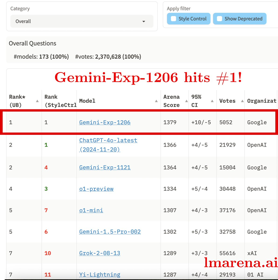 Category
Apply filter
Overall
Style Control
Show Deprecated
Overall Questions
#models: 173 (100%) #votes: 2,370,628 (100%)
Gemini-Exp-1206 hits #1!
Rank* (UB) Rank (StyleCtrl Model Arena Score 95% CI Votes Organizat
1 1 Gemini-Exp-1206 1379 +10/-5 5052 Google
2 1 ChatGPT-4o-latest (2024-11-20) 1366 +4/-5 21929 OpenAI
2 4 Gemini-Exp-1121 1364 +4/-5 15004 Google
4 3 o1-preview 1334 +5/-4 30448 OpenAI
5 7 o1-mini 1307 +4/-3 37176 OpenAI
5 6 Gemini-1.5-Pro-002 1302 +5/-3 32758 Google
7 10 Grok-2-08-13 1289 +3/-3 55616 xAI
7 11 Yi-Lightning 1287 +4/-4 29193 01 AI
lmarena.ai